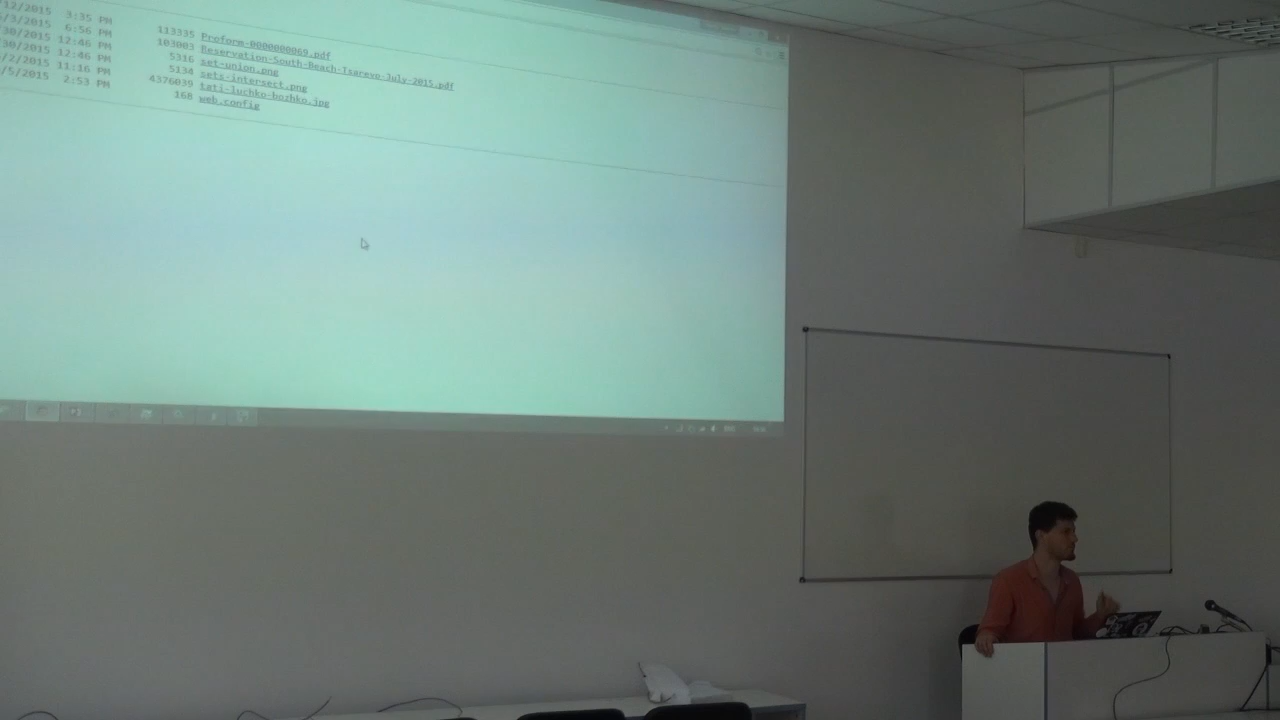 /12/2015 3:35 PM 113335 Proform-0000000069.pdf
/3/2015 6:56 PM 103003 Reservation-South-Beach-Tsarevo-July-2015.pdf
/30/2015 12:46 PM 5316 set-union.png
/30/2015 12:46 PM 5134 sets-intersect.png
/2/2015 11:16 PM 4376039 tati-luchko-bozhko.jpg
/5/2015 2:53 PM 168 web.config